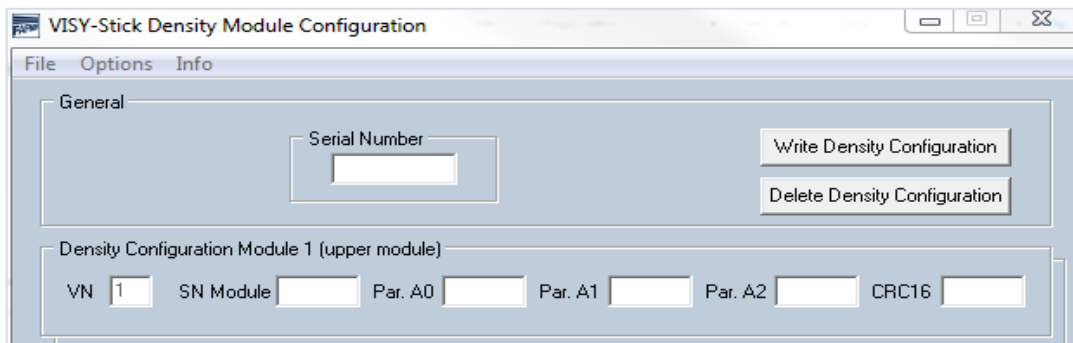 VISY-Stick Density Module Configuration
File Options Info
General
Serial Number
Write Density Configuration
Delete Density Configuration
Density Configuration Module 1 (upper module)
VN 1 SN Module Par. A0 Par. A1 Par. A2 CRC16